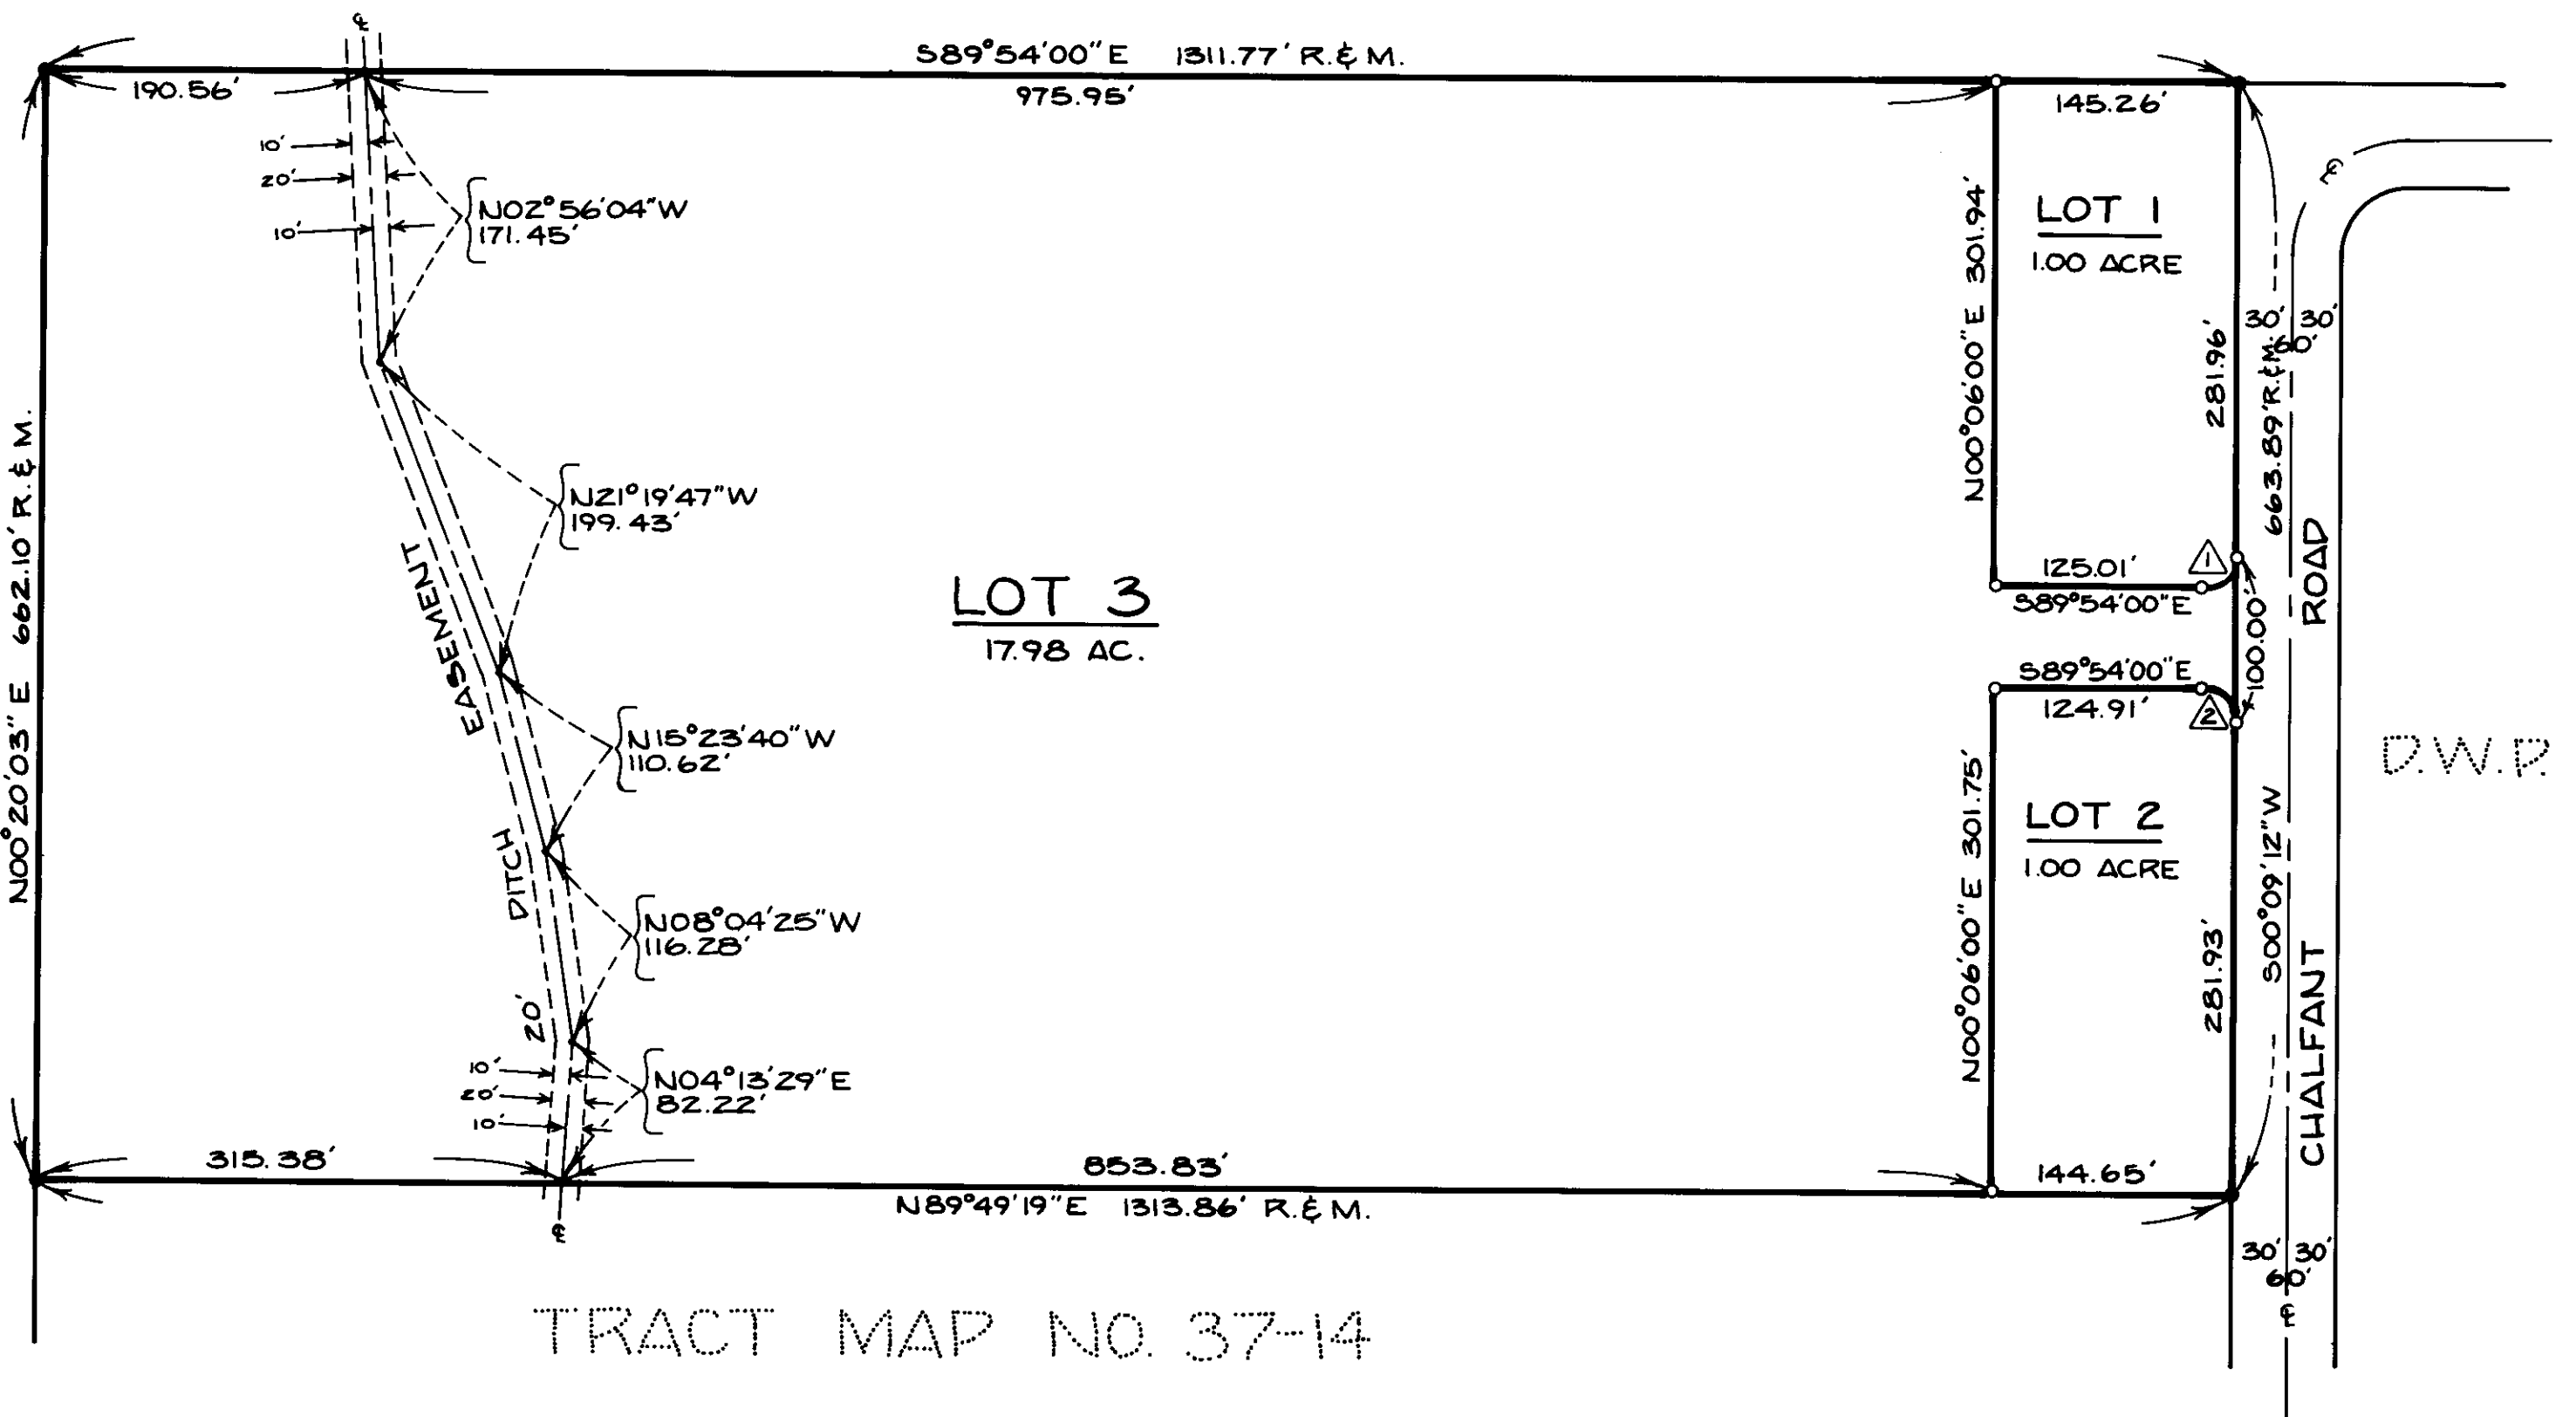 ℄
S89°54'00"E 1311.77' R.& M.
190.56'
975.95'
145.26'
10'
20'
10'
N02°56'04"W
171.45'
℄
LOT 1
1.00 ACRE
N00°06'00"E 301.94'
281.96'
30' 30'
60'
663.89' R.& M.
N00°20'03"E 662.10' R. & M.
N21°19'47"W
199.43'
EASEMENT
LOT 3
17.98 AC.
125.01'
1
S89°54'00"E
100.00'
ROAD
S89°54'00"E
124.91'
2
N15°23'40"W
110.62'
D.W.P.
N00°06'00"E 301.75'
LOT 2
1.00 ACRE
281.93'
S00°09'12"W
DITCH
N08°04'25"W
116.28'
20'
CHALFANT
10'
20'
10'
N04°13'29"E
82.22'
315.38'
853.83'
144.65'
N89°49'19"E 1313.86' R.& M.
℄
30' 30'
60'
℄
TRACT MAP NO. 37-14